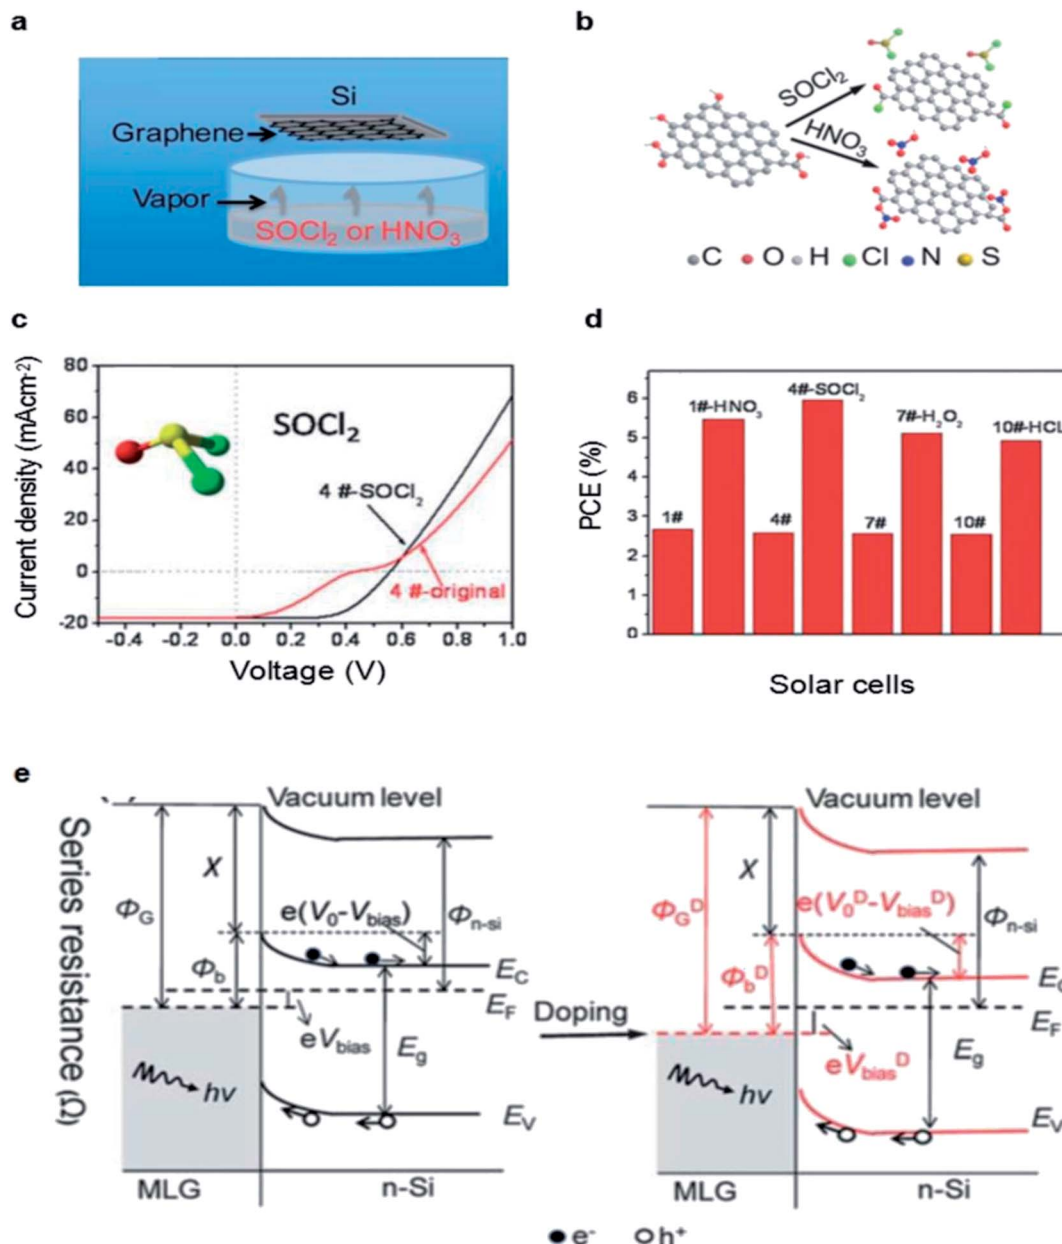 a
Si
Graphene
Vapor
SOCl2 or HNO3
b
SOCl2
HNO3
C O H Cl N S
c
Current density (mAcm-2)
80
60
40
20
0
-20
SOCl2
4 #-SOCl2
4 #-original
-0.4 -0.2 0.0 0.2 0.4 0.6 0.8 1.0
Voltage (V)
d
PCE (%)
6
5
4
3
2
1
0
1#
1#-HNO3
4#
4#-SOCl2
7#
7#-H2O2
10#
10#-HCL
Solar cells
e
Series resistance (Ω)
Vacuum level
ΦG
X
Φb
e(V0-Vbias)
Φn-si
EC
EF
eVbias
Eg
hv
EV
MLG
n-Si
Doping
Vacuum level
ΦGD
X
ΦbD
e(V0D-VbiasD)
Φn-si
EF
eVbiasD
Eg
hv
EV
MLG
n-Si
e- h+